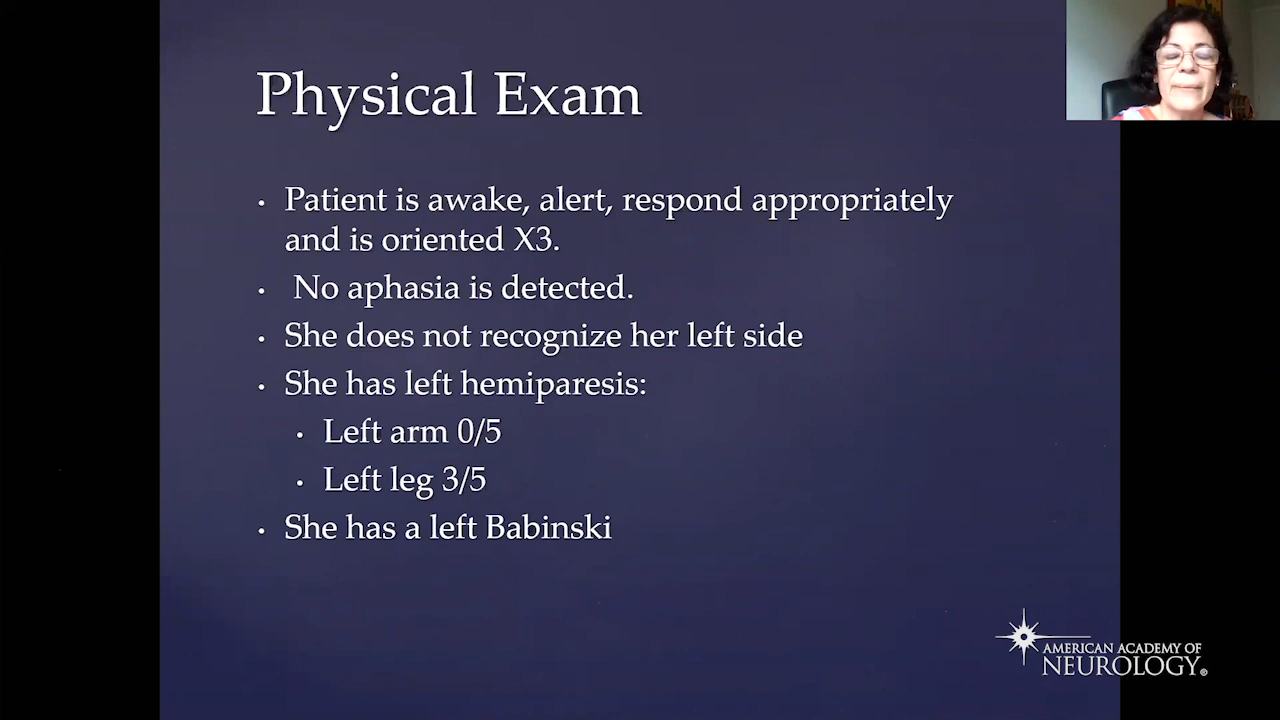 Physical Exam
• Patient is awake, alert, respond appropriately
and is oriented X3.
• No aphasia is detected.
• She does not recognize her left side
• She has left hemiparesis:
• Left arm 0/5
• Left leg 3/5
• She has a left Babinski
AMERICAN ACADEMY OF
NEUROLOGY®